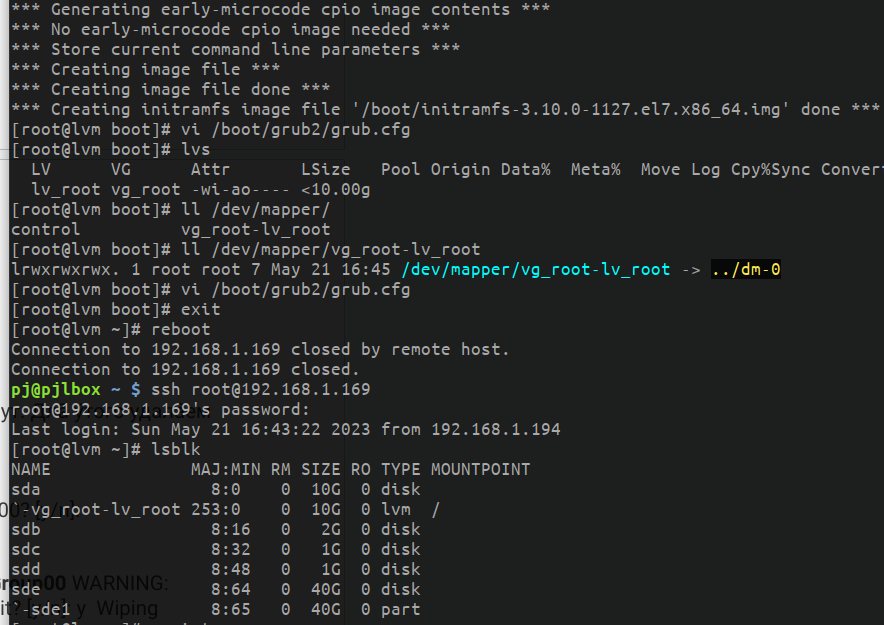 *** Generating early-microcode cpio image contents ***
*** No early-microcode cpio image needed ***
*** Store current command line parameters ***
*** Creating image file ***
*** Creating image file done ***
*** Creating initramfs image file '/boot/initramfs-3.10.0-1127.el7.x86_64.img' done ***
[root@lvm boot]# vi /boot/grub2/grub.cfg
[root@lvm boot]# lvs
  LV      VG      Attr       LSize   Pool Origin Data%  Meta%  Move Log Cpy%Sync Convert
  lv_root vg_root -wi-ao---- <10.00g
[root@lvm boot]# ll /dev/mapper/
control          vg_root-lv_root
[root@lvm boot]# ll /dev/mapper/vg_root-lv_root
lrwxrwxrwx. 1 root root 7 May 21 16:45 /dev/mapper/vg_root-lv_root -> ../dm-0
[root@lvm boot]# vi /boot/grub2/grub.cfg
[root@lvm boot]# exit
[root@lvm ~]# reboot
Connection to 192.168.1.169 closed by remote host.
Connection to 192.168.1.169 closed.
pj@pjlbox ~ $ ssh root@192.168.1.169
root@192.168.1.169's password:
Last login: Sun May 21 16:43:22 2023 from 192.168.1.194
[root@lvm ~]# lsblk
NAME              MAJ:MIN RM SIZE RO TYPE MOUNTPOINT
sda                 8:0    0  10G  0 disk
`-vg_root-lv_root 253:0    0  10G  0 lvm  /
sdb                 8:16   0   2G  0 disk
sdc                 8:32   0   1G  0 disk
sdd                 8:48   0   1G  0 disk
WARNING:
sde                 8:64   0  40G  0 disk
`-sde1              8:65   0  40G  0 part
y Wiping